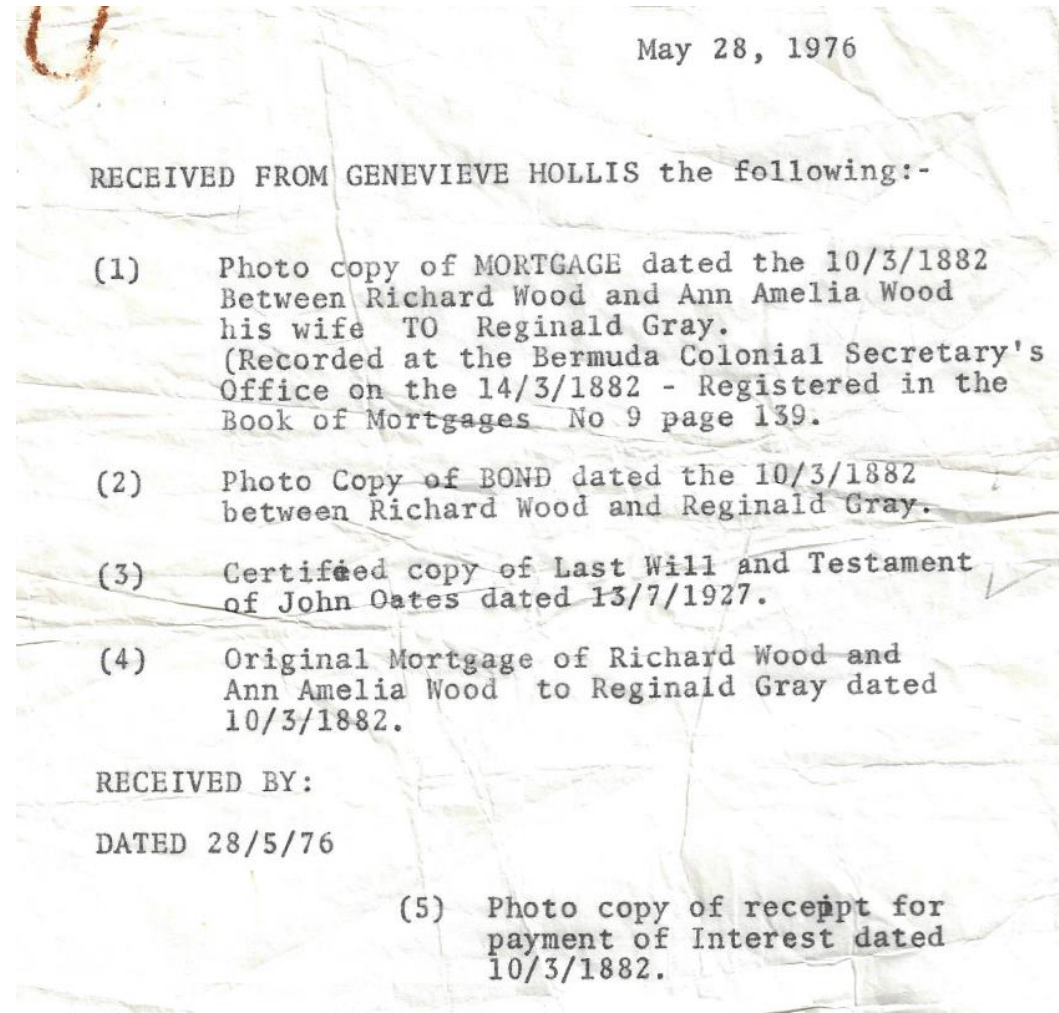 May 28, 1976
RECEIVED FROM GENEVIEVE HOLLIS the following:-
(1) Photo copy of MORTGAGE dated the 10/3/1882
Between Richard Wood and Ann Amelia Wood
his wife TO Reginald Gray.
(Recorded at the Bermuda Colonial Secretary's
Office on the 14/3/1882 - Registered in the
Book of Mortgages No 9 page 139.
(2) Photo Copy of BOND dated the 10/3/1882
between Richard Wood and Reginald Gray.
(3) Certified copy of Last Will and Testament
of John Oates dated 13/7/1927.
(4) Original Mortgage of Richard Wood and
Ann Amelia Wood to Reginald Gray dated
10/3/1882.
RECEIVED BY:
DATED 28/5/76
(5) Photo copy of receipt for
payment of Interest dated
10/3/1882.